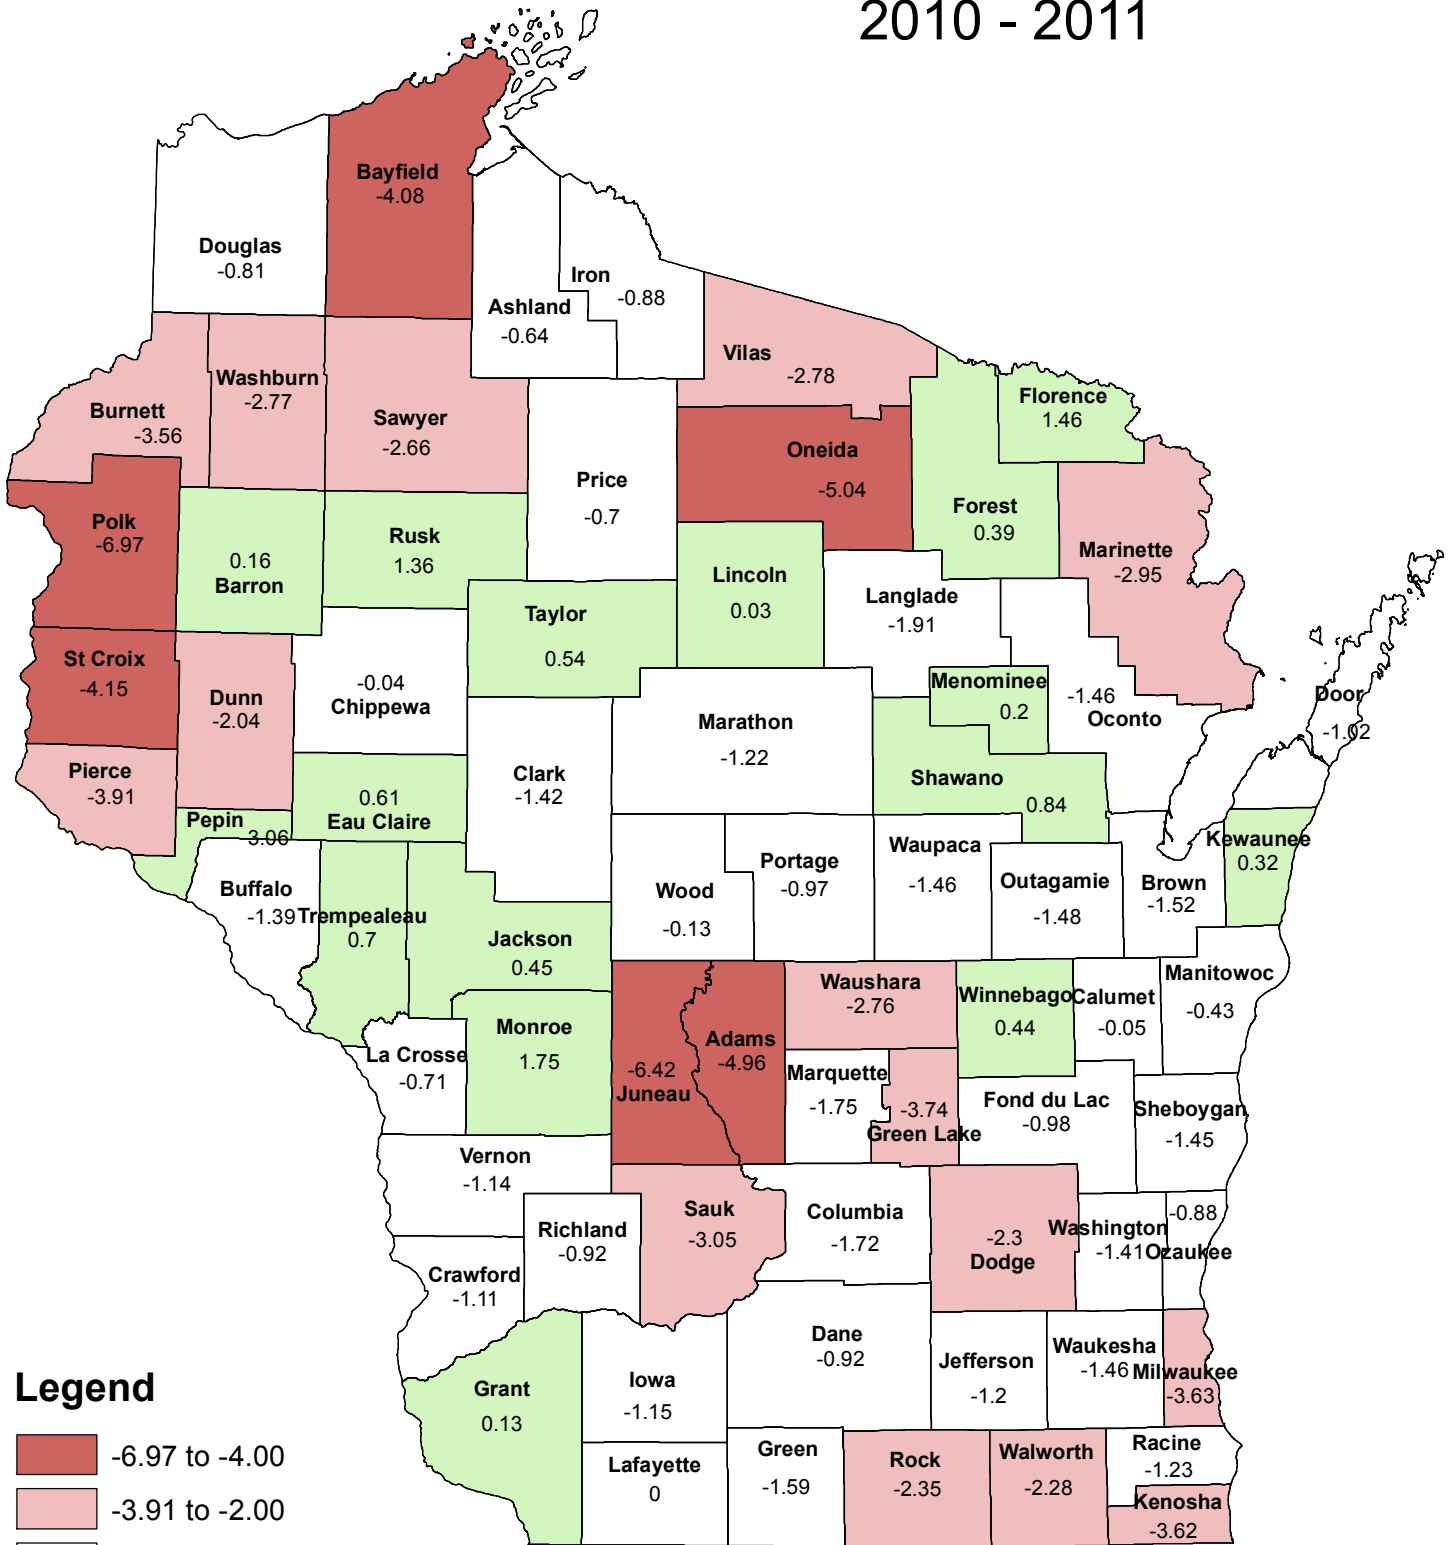 2010 - 2011
Bayfield
-4.08
Douglas
-0.81
Iron
-0.88
Ashland
-0.64
Vilas
-2.78
Washburn
-2.77
Burnett
-3.56
Sawyer
-2.66
Florence
1.46
Oneida
-5.04
Price
-0.7
Forest
0.39
Polk
-6.97
Rusk
1.36
0.16
Barron
Marinette
-2.95
Lincoln
0.03
Langlade
-1.91
Taylor
0.54
St Croix
-4.15
Dunn
-2.04
-0.04
Chippewa
Menominee
0.2
-1.46
Oconto
Door
-1.02
Marathon
-1.22
Pierce
-3.91
Clark
-1.42
Shawano
0.84
0.61
Eau Claire
Pepin
3.06
Kewaunee
0.32
Waupaca
-1.46
Portage
-0.97
Outagamie
-1.48
Brown
-1.52
Wood
-0.13
Buffalo
-1.39
Trempealeau
0.7
Jackson
0.45
Waushara
-2.76
Winnebago
0.44
Calumet
-0.05
Manitowoc
-0.43
Monroe
1.75
La Crosse
-0.71
-6.42
Juneau
Adams
-4.96
Marquette
-1.75
-3.74
Green Lake
Fond du Lac
-0.98
Sheboygan
-1.45
Vernon
-1.14
Richland
-0.92
Sauk
-3.05
Columbia
-1.72
-2.3
Dodge
Washington
-1.41
-0.88
Ozaukee
Crawford
-1.11
Dane
-0.92
Jefferson
-1.2
Waukesha
-1.46
Milwaukee
-3.63
Grant
0.13
Iowa
-1.15
Lafayette
0
Green
-1.59
Rock
-2.35
Walworth
-2.28
Racine
-1.23
Kenosha
-3.62
Legend
-6.97 to -4.00
-3.91 to -2.00